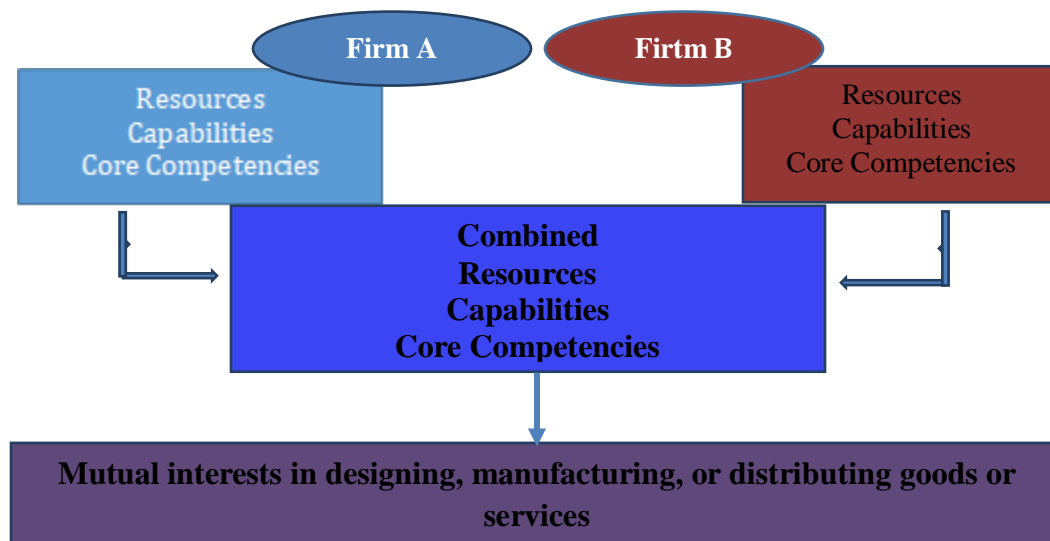 Firm A
Firtm B
Resources
Capabilities
Core Competencies
Resources
Capabilities
Core Competencies
Combined
Resources
Capabilities
Core Competencies
Mutual interests in designing, manufacturing, or distributing goods or
services